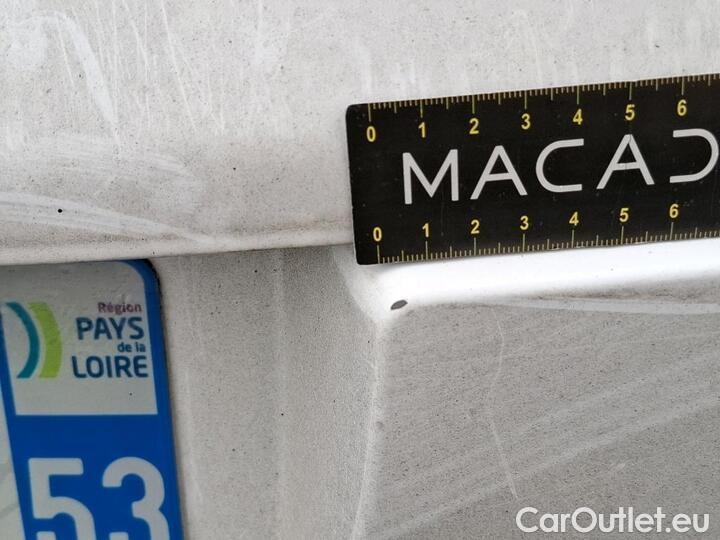 0 1 2 3 4 5 6
MACAD
0 1 2 3 4 5 6
Région
PAYS
de la
LOIRE
53
CarOutlet.eu